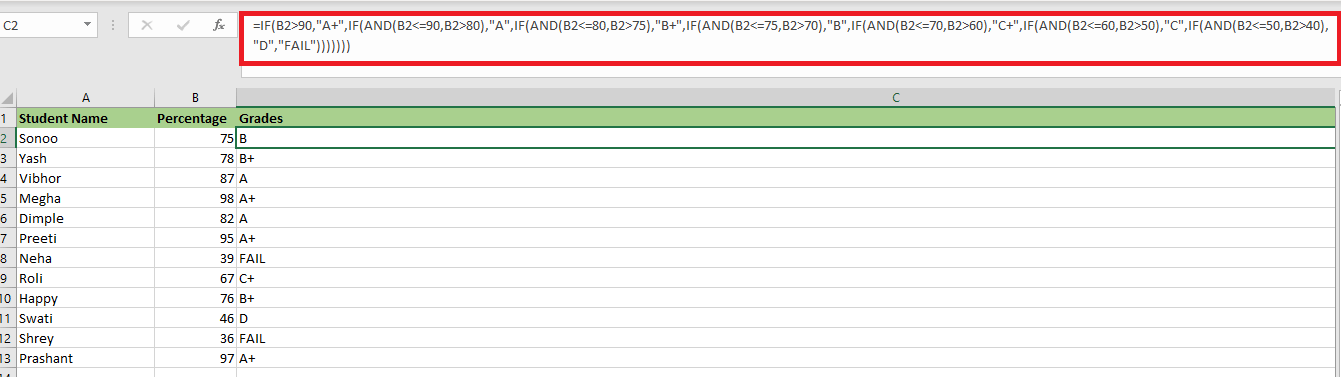 C2 fx =IF(B2>90,"A+",IF(AND(B2<=90,B2>80),"A",IF(AND(B2<=80,B2>75),"B+",IF(AND(B2<=75,B2>70),"B",IF(AND(B2<=70,B2>60),"C+",IF(AND(B2<=60,B2>50),"C",IF(AND(B2<=50,B2>40),
"D","FAIL")))))))
A B C
1 Student Name Percentage Grades
2 Sonoo 75 B
3 Yash 78 B+
4 Vibhor 87 A
5 Megha 98 A+
6 Dimple 82 A
7 Preeti 95 A+
8 Neha 39 FAIL
9 Roli 67 C+
10 Happy 76 B+
11 Swati 46 D
12 Shrey 36 FAIL
13 Prashant 97 A+